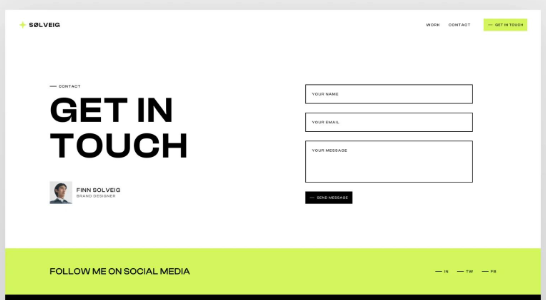 SØLVEIG
WORK CONTACT GET IN TOUCH
CONTACT
GET IN
TOUCH
FINN SOLVEIG
BRAND DESIGNER
YOUR NAME
YOUR EMAIL
YOUR MESSAGE
SEND MESSAGE
FOLLOW ME ON SOCIAL MEDIA
IN TW FB